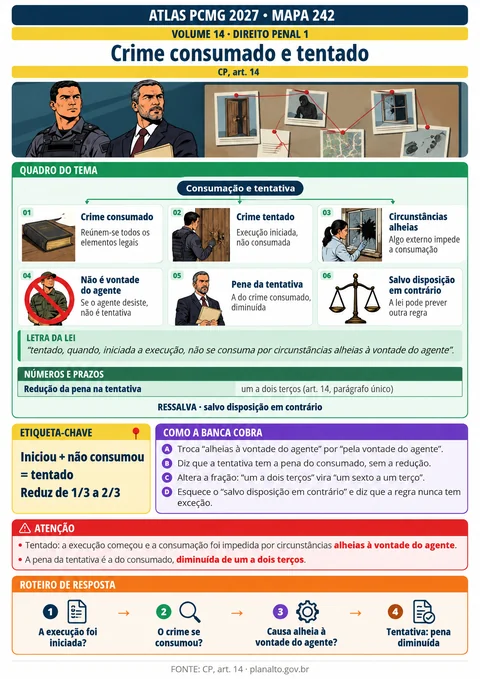 ATLAS PCMG 2027 • MAPA 242
VOLUME 14 · DIREITO PENAL 1
Crime consumado e tentado
CP, art. 14
QUADRO DO TEMA
Consumação e tentativa
01
Crime consumado
Reúnem-se todos os
elementos legais
02
Crime tentado
Execução iniciada,
não consumada
03
Circunstâncias
alheias
Algo externo impede
a consumação
04
Não é vontade
do agente
Se o agente desiste,
não é tentativa
05
Pena da tentativa
A do crime consumado,
diminuída
06
Salvo disposição
em contrário
A lei pode prever
outra regra
LETRA DA LEI
"tentado, quando, iniciada a execução, não se consuma por circunstâncias alheias à vontade do agente".
NÚMEROS E PRAZOS
Redução da pena na tentativa
um a dois terços (art. 14, parágrafo único)
RESSALVA · salvo disposição em contrário
ETIQUETA-CHAVE
Iniciou + não consumou
= tentado
Reduz de 1/3 a 2/3
COMO A BANCA COBRA
A Troca "alheias à vontade do agente" por "pela vontade do agente".
B Diz que a tentativa tem a pena do consumado, sem a redução.
C Altera a fração: "um a dois terços" vira "um sexto a um terço".
D Esquece o "salvo disposição em contrário" e diz que a regra nunca tem
exceção.
ATENÇÃO
• Tentado: a execução começou e a consumação foi impedida por circunstâncias alheias à vontade do agente.
• A pena da tentativa é a do consumado, diminuída de um a dois terços.
ROTEIRO DE RESPOSTA
1
A execução foi
iniciada?
→
2
O crime se
consumou?
→
3
Causa alheia à
vontade do agente?
→
4
Tentativa: pena
diminuída
FONTE: CP, art. 14 · planalto.gov.br